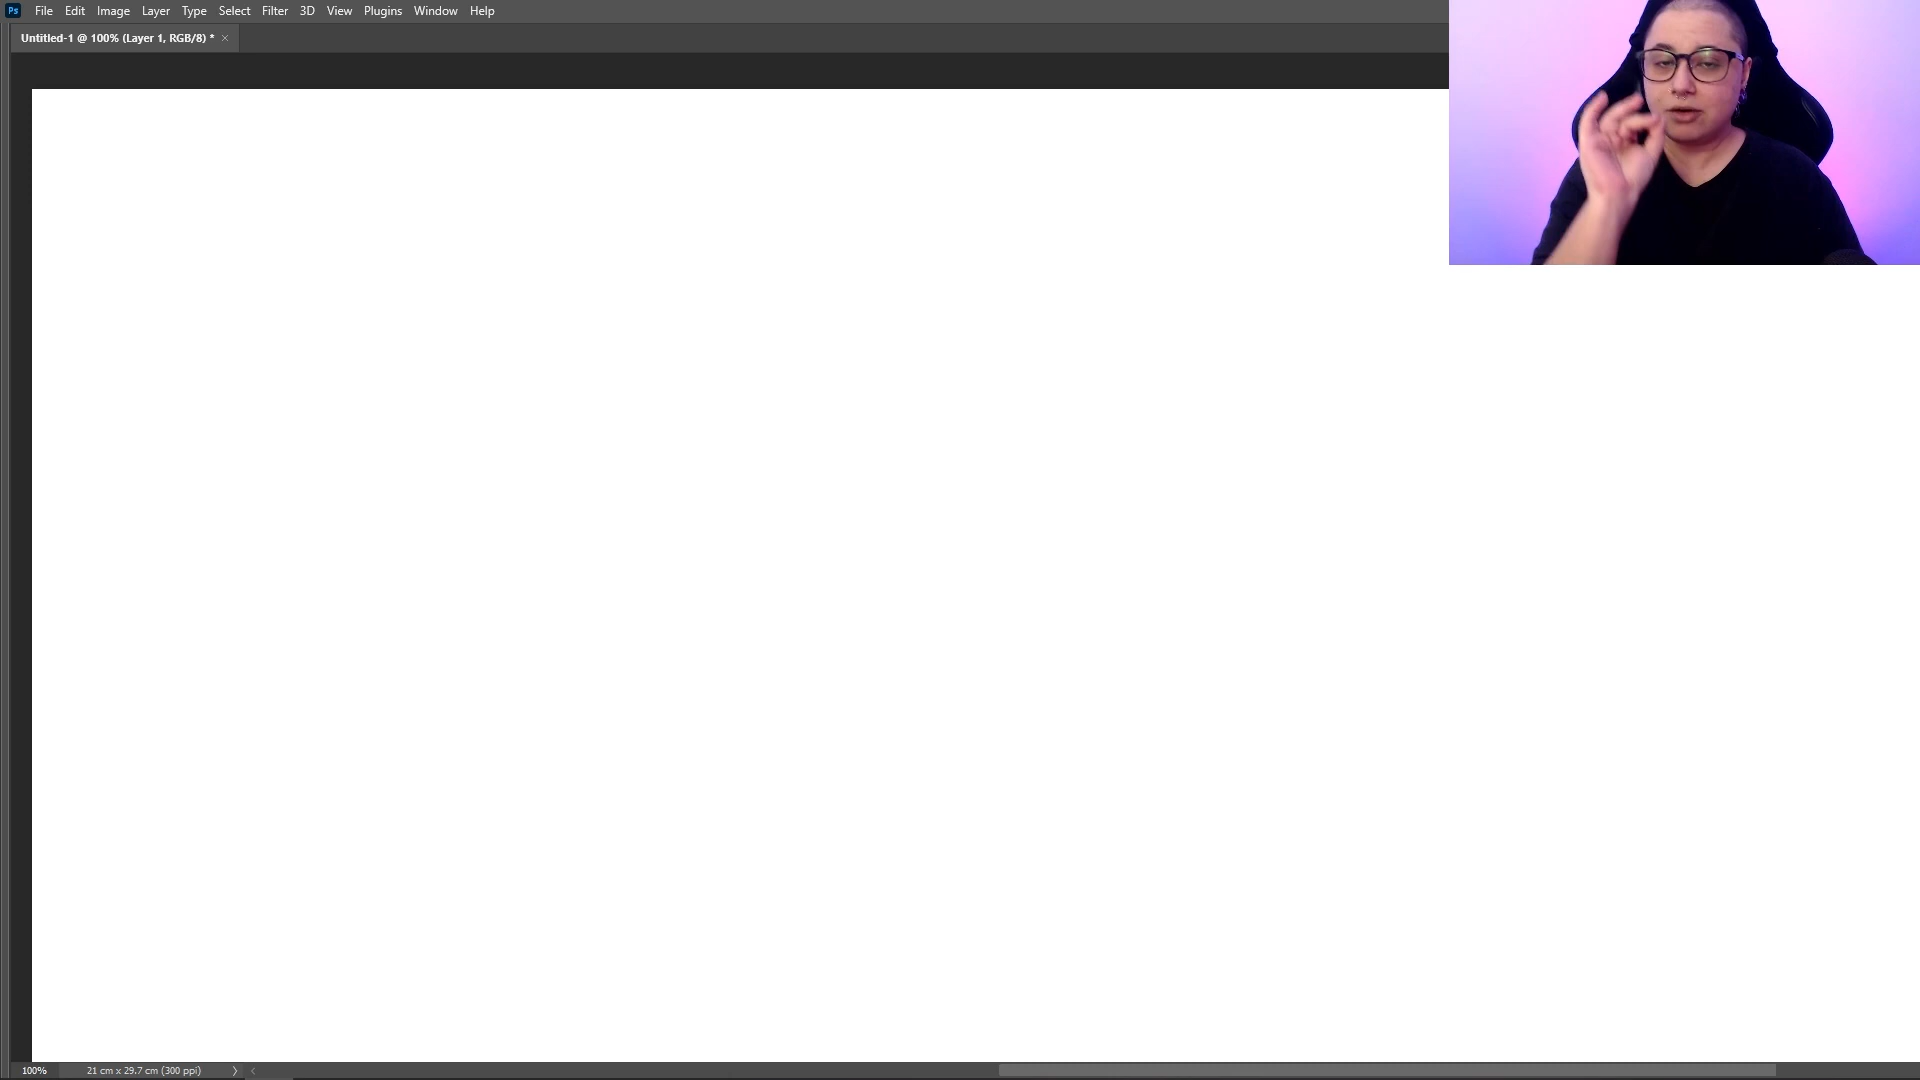 Ps File Edit Image Layer Type Select Filter 3D View Plugins Window Help
Untitled-1 @ 100% (Layer 1, RGB/8) * ×
100% 21 cm x 29.7 cm (300 ppi)